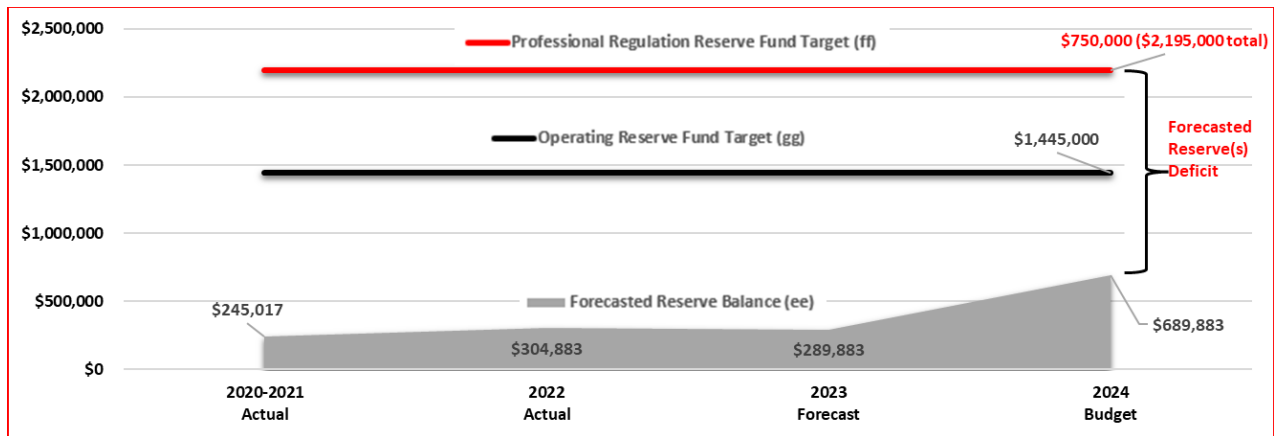 $2,500,000
Professional Regulation Reserve Fund Target (ff)
$750,000 ($2,195,000 total)
$2,000,000
Operating Reserve Fund Target (gg)
$1,445,000
Forecasted
Reserve(s)
Deficit
$1,500,000
$1,000,000
$500,000
Forecasted Reserve Balance (ee)
$245,017
$689,883
$304,883
$289,883
$0
2020-2021
Actual
2022
Actual
2023
Forecast
2024
Budget